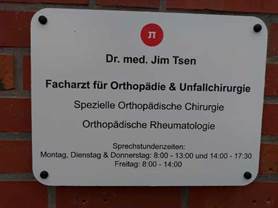 Dr. med. Jim Tsen
Facharzt für Orthopädie & Unfallchirurgie
Spezielle Orthopädische Chirurgie
Orthopädische Rheumatologie
Sprechstundenzeiten:
Montag, Dienstag & Donnerstag: 8:00 - 13:00 und 14:00 - 17:30
Freitag: 8:00 - 14:00